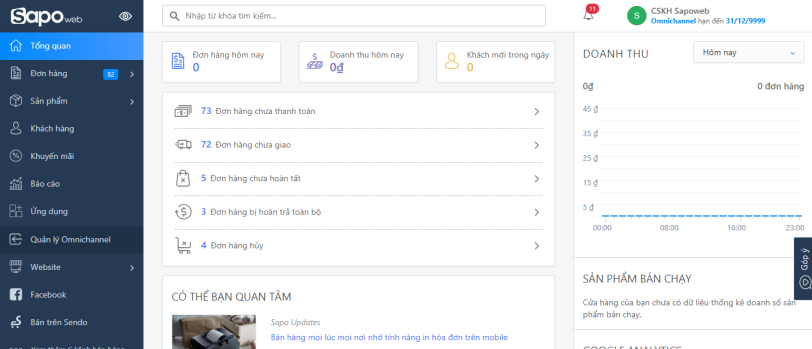 Sapo web
Nhập từ khóa tìm kiếm...
11
S
CSKH Sapoweb
Omnichannel hạn đến 31/12/9999
Tổng quan
Đơn hàng 82
Sản phẩm
Khách hàng
Khuyến mãi
Báo cáo
Ứng dụng
Quản lý Omnichannel
Website
Facebook
Bán trên Sendo
Đơn hàng hôm nay
0
Doanh thu hôm nay
0₫
Khách mới trong ngày
0
73 Đơn hàng chưa thanh toán
72 Đơn hàng chưa giao
5 Đơn hàng chưa hoàn tất
3 Đơn hàng bị hoàn trả toàn bộ
4 Đơn hàng hủy
CÓ THỂ BẠN QUAN TÂM
Sapo Updates
Bán hàng mọi lúc mọi nơi nhờ tính năng in hóa đơn trên mobile
DOANH THU
Hôm nay
0₫
0 đơn hàng
45 ₫
35 ₫
25 ₫
15 ₫
5 ₫
00:00 08:00 16:00 23:00
Góp ý
SẢN PHẨM BÁN CHẠY
Cửa hàng của bạn chưa có dữ liệu thống kê doanh số sản
phẩm bán chạy.
GOOGLE ANALYTICS